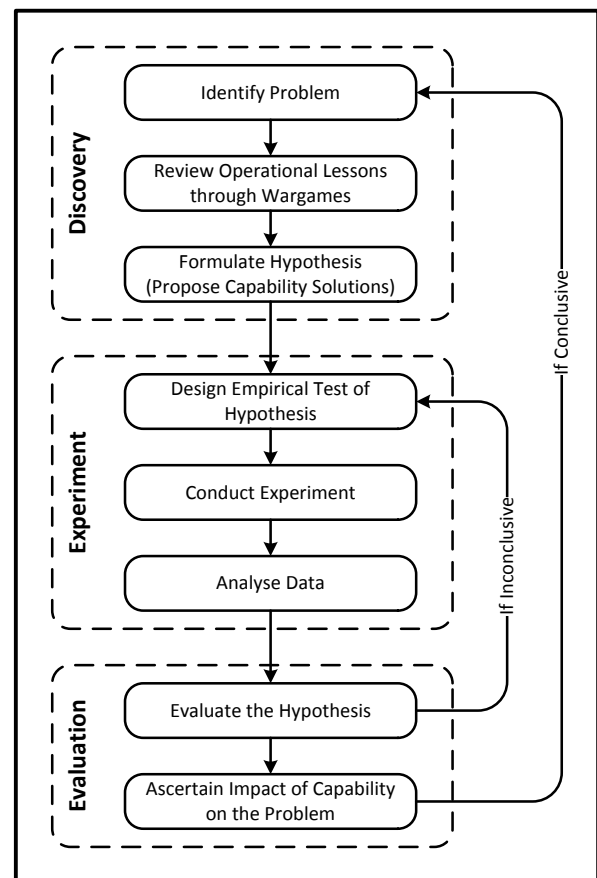 Discovery
Identify Problem
Review Operational Lessons
through Wargames
Formulate Hypothesis
(Propose Capability Solutions)
Experiment
Design Empirical Test of
Hypothesis
Conduct Experiment
Analyse Data
Evaluation
Evaluate the Hypothesis
Ascertain Impact of Capability
on the Problem
If Inconclusive
If Conclusive